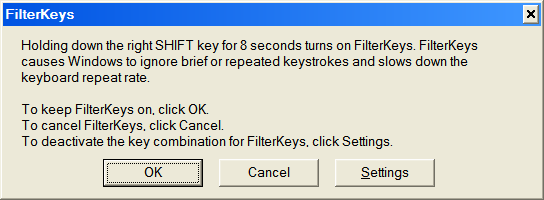 FilterKeys
Holding down the right SHIFT key for 8 seconds turns on FilterKeys. FilterKeys
causes Windows to ignore brief or repeated keystrokes and slows down the
keyboard repeat rate.
To keep FilterKeys on, click OK.
To cancel FilterKeys, click Cancel.
To deactivate the key combination for FilterKeys, click Settings.
OK Cancel Settings